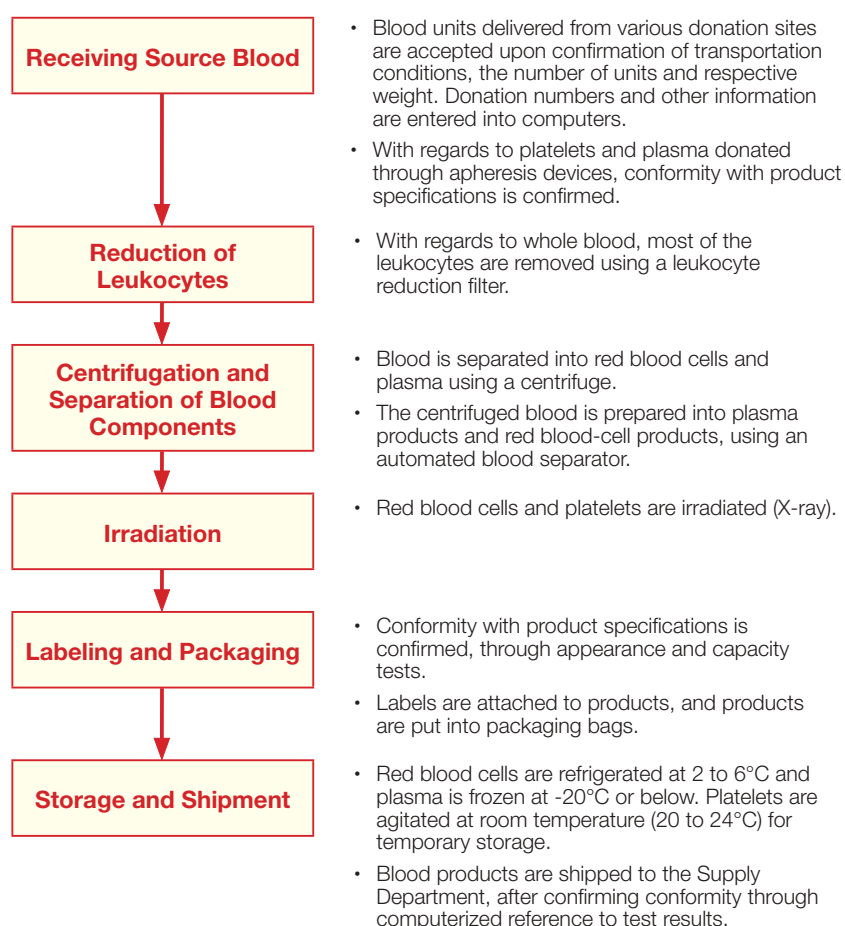 Receiving Source Blood
• Blood units delivered from various donation sites
are accepted upon confirmation of transportation
conditions, the number of units and respective
weight. Donation numbers and other information
are entered into computers.
• With regards to platelets and plasma donated
through apheresis devices, conformity with product
specifications is confirmed.
Reduction of
Leukocytes
• With regards to whole blood, most of the
leukocytes are removed using a leukocyte
reduction filter.
Centrifugation and
Separation of Blood
Components
• Blood is separated into red blood cells and
plasma using a centrifuge.
• The centrifuged blood is prepared into plasma
products and red blood-cell products, using an
automated blood separator.
Irradiation
• Red blood cells and platelets are irradiated (X-ray).
Labeling and Packaging
• Conformity with product specifications is
confirmed, through appearance and capacity
tests.
• Labels are attached to products, and products
are put into packaging bags.
Storage and Shipment
• Red blood cells are refrigerated at 2 to 6°C and
plasma is frozen at -20°C or below. Platelets are
agitated at room temperature (20 to 24°C) for
temporary storage.
• Blood products are shipped to the Supply
Department, after confirming conformity through
computerized reference to test results.